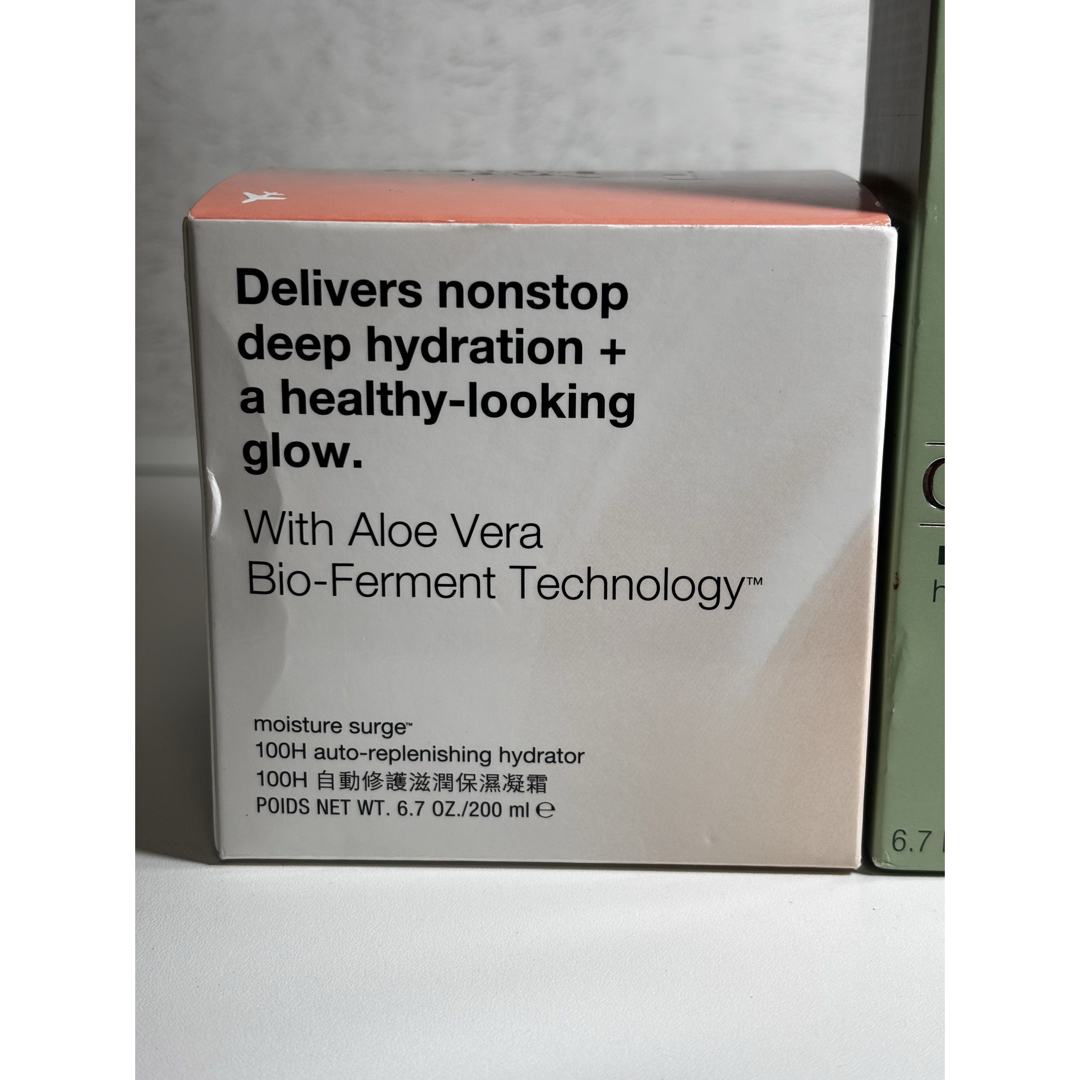 Delivers nonstop
deep hydration +
a healthy-looking
glow.
With Aloe Vera
Bio-Ferment Technology™
moisture surge™
100H auto-replenishing hydrator
100H 自動修護滋潤保濕凝霜
POIDS NET WT. 6.7 OZ./200 ml ℮
6.7